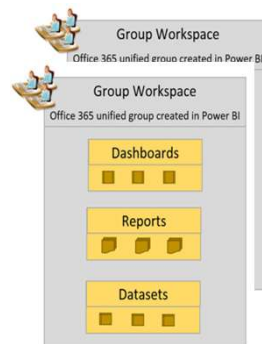 Group Workspace
Office 365 unified group created in Power BI
Group Workspace
Office 365 unified group created in Power BI
Dashboards
Reports
Datasets